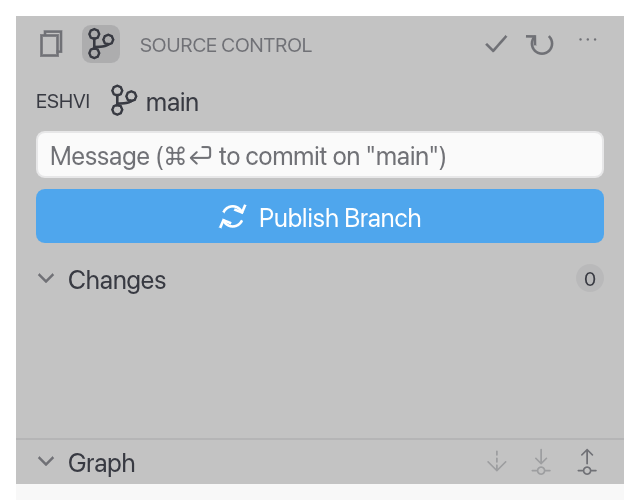 SOURCE CONTROL
ESHVI main
Message (⌘⏎ to commit on "main")
Publish Branch
Changes 0
Graph